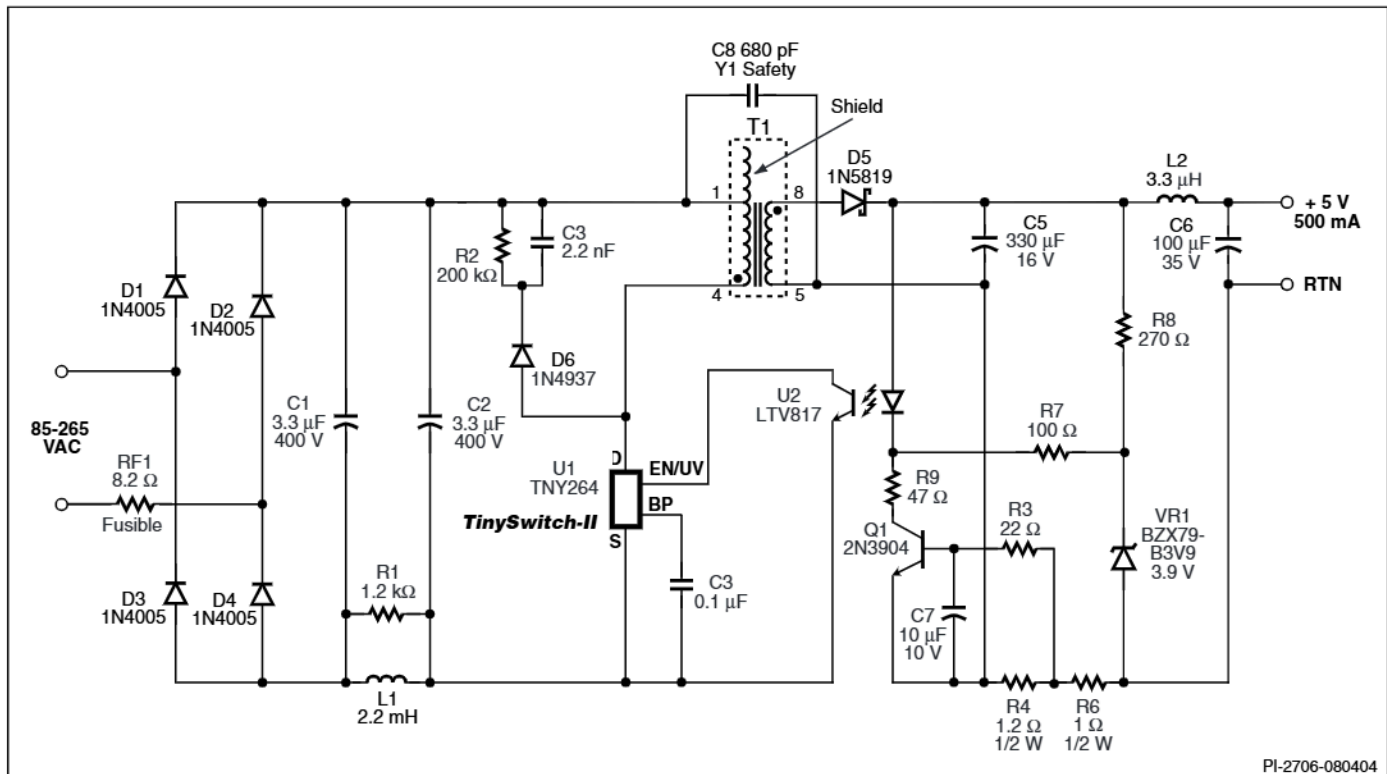 C8 680 pF
Y1 Safety
Shield
T1
D5
1N5819
L2
3.3 µH
1
8
+ 5 V
500 mA
C3
2.2 nF
R2
200 kΩ
C5
330 µF
16 V
C6
100 µF
35 V
4
5
RTN
D1
1N4005
D2
1N4005
R8
270 Ω
D6
1N4937
U2
LTV817
C1
3.3 µF
400 V
C2
3.3 µF
400 V
R7
100 Ω
85-265
VAC
RF1
8.2 Ω
Fusible
D
EN/UV
U1
TNY264
BP
TinySwitch-II
S
R9
47 Ω
R3
22 Ω
Q1
2N3904
VR1
BZX79-
B3V9
3.9 V
D3
1N4005
D4
1N4005
R1
1.2 kΩ
C3
0.1 µF
C7
10 µF
10 V
L1
2.2 mH
R4
1.2 Ω
1/2 W
R6
1 Ω
1/2 W
PI-2706-080404